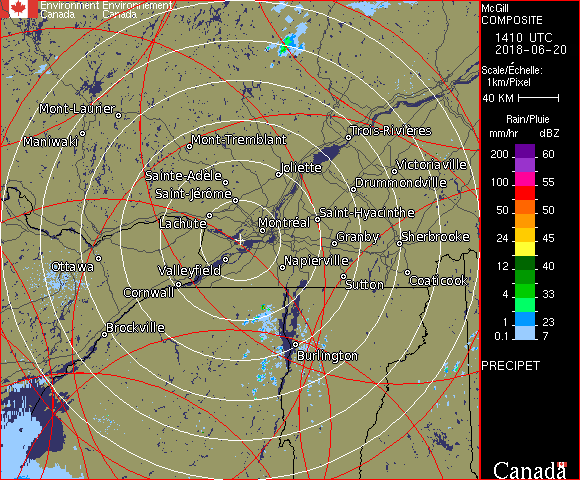 Environment Environnement
Canada Canada
McGill
COMPOSITE
1410 UTC
2018-06-20
Scale/Échelle:
1km/Pixel
40 KM
Rain/Pluie
mm/hr dBZ
200 60
100 55
50 50
24 45
12 40
4 33
1 23
0.1 7
PRECIPET
Canada
Mont-Laurier
Maniwaki
Mont-Tremblant
Trois-Rivières
Joliette
Victoriaville
Sainte-Adèle
Drummondville
Saint-Jérôme
Saint-Hyacinthe
Lachute
Montréal
Granby
Sherbrooke
Ottawa
Valleyfield
Napierville
Cornwall
Sutton
Coaticook
Brockville
Burlington